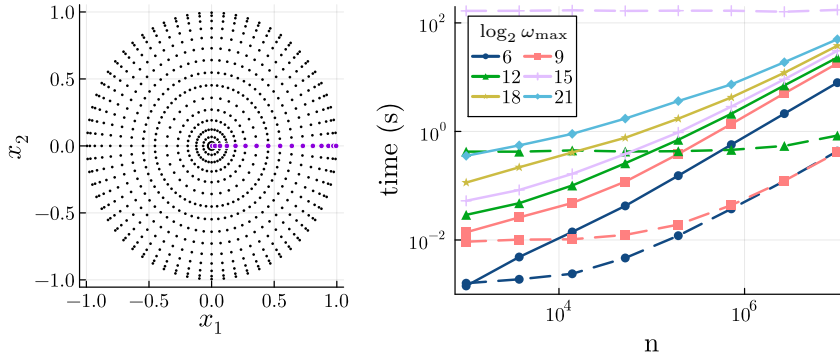 1.0
0.5
0.0
−0.5
−1.0
x₂
−1.0 −0.5 0.0 0.5 1.0
x₁
10²
10⁰
10⁻²
time (s)
log₂ ωmax
6 9
12 15
18 21
10⁴ 10⁶
n